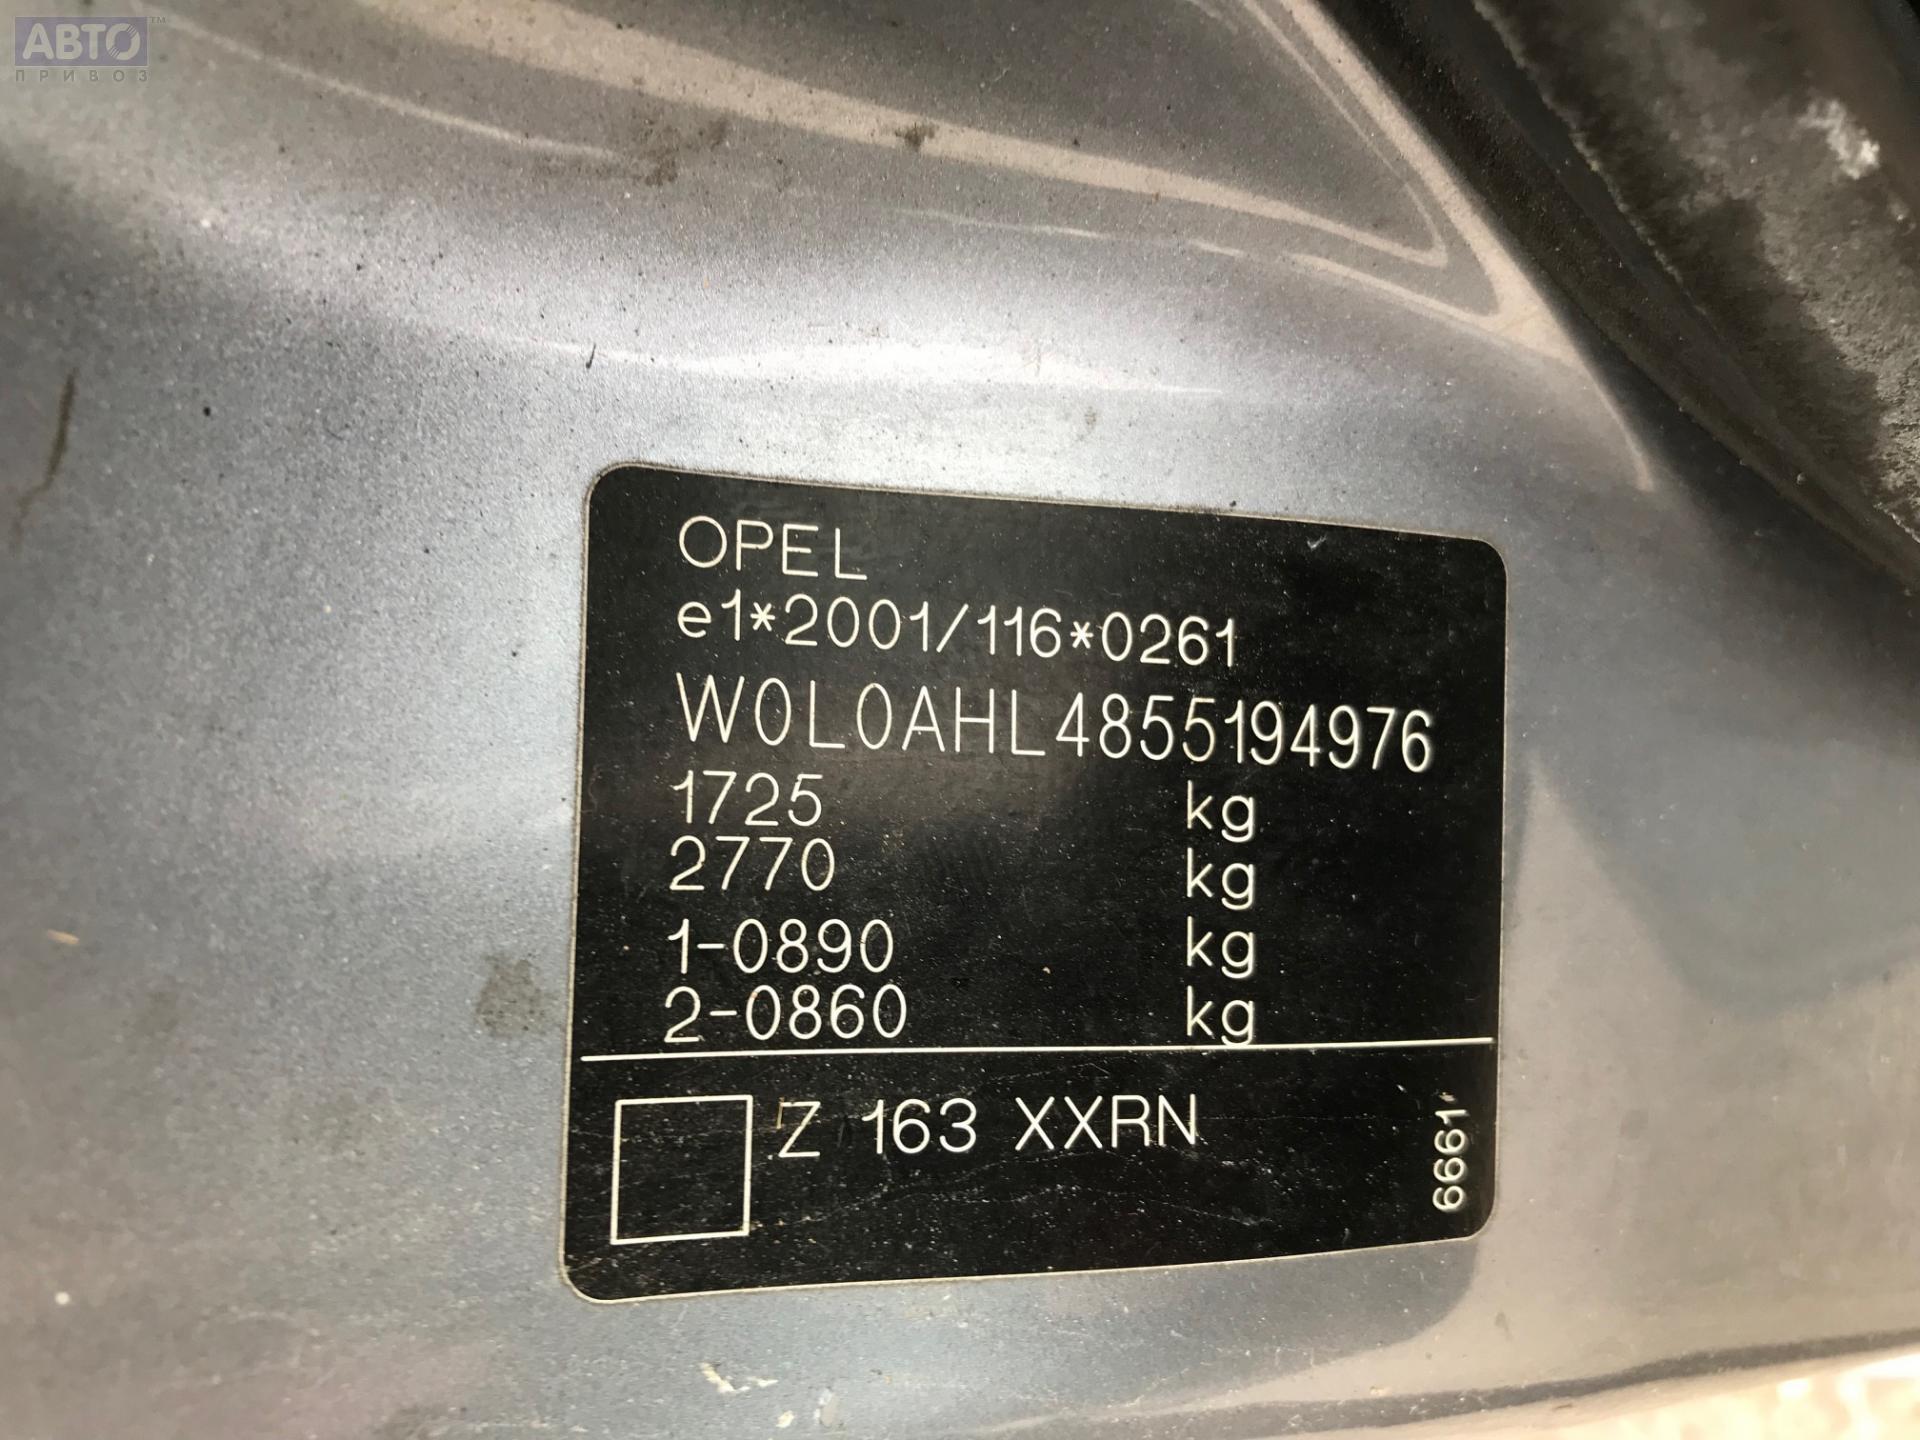 АВТО™
ПРИВОЗ
OPEL
e1*2001/116*0261
W0L0AHL4855194976
1725 kg
2770 kg
1-0890 kg
2-0860 kg
Z 163 XXRN
6661